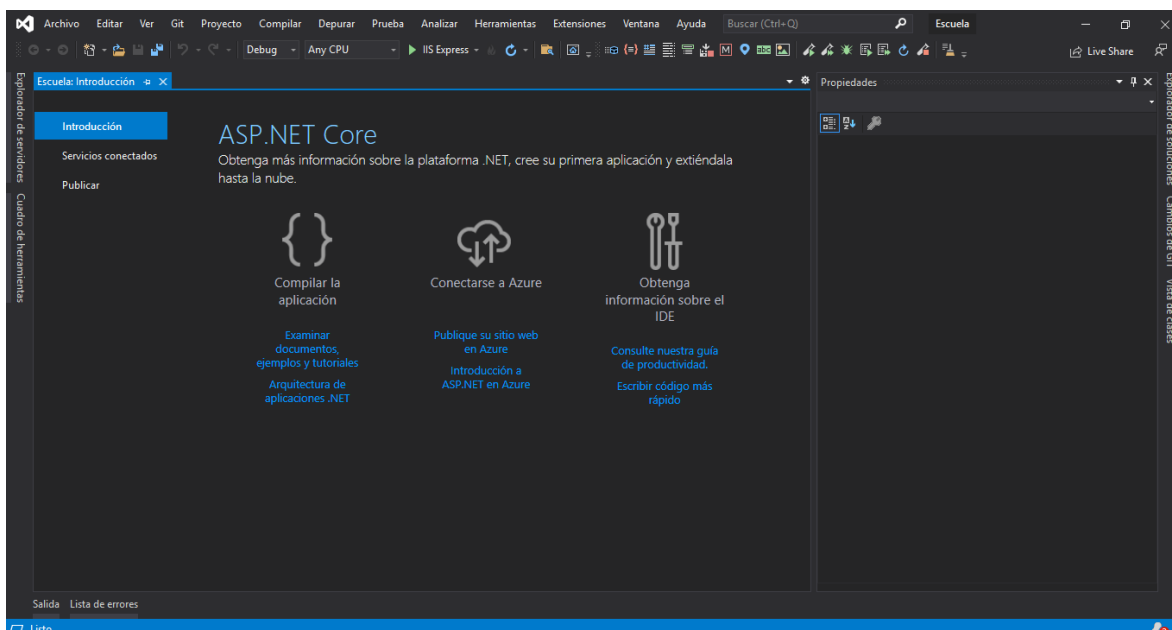 Archivo Editar Ver Git Proyecto Compilar Depurar Prueba Analizar Herramientas Extensiones Ventana Ayuda Buscar (Ctrl+Q) Escuela
Debug Any CPU IIS Express Live Share
Explorador de servidores
Cuadro de herramientas
Escuela: Introducción
Introducción
Servicios conectados
Publicar
ASP.NET Core
Obtenga más información sobre la plataforma .NET, cree su primera aplicación y extiéndala
hasta la nube.
Compilar la
aplicación
Examinar
documentos,
ejemplos y tutoriales
Arquitectura de
aplicaciones .NET
Conectarse a Azure
Publique su sitio web
en Azure
Introducción a
ASP.NET en Azure
Obtenga
información sobre el
IDE
Consulte nuestra guía
de productividad.
Escribir código más
rápido
Propiedades
Explorador de soluciones
Cambios de GIT
Vista de clases
Salida Lista de errores
Listo